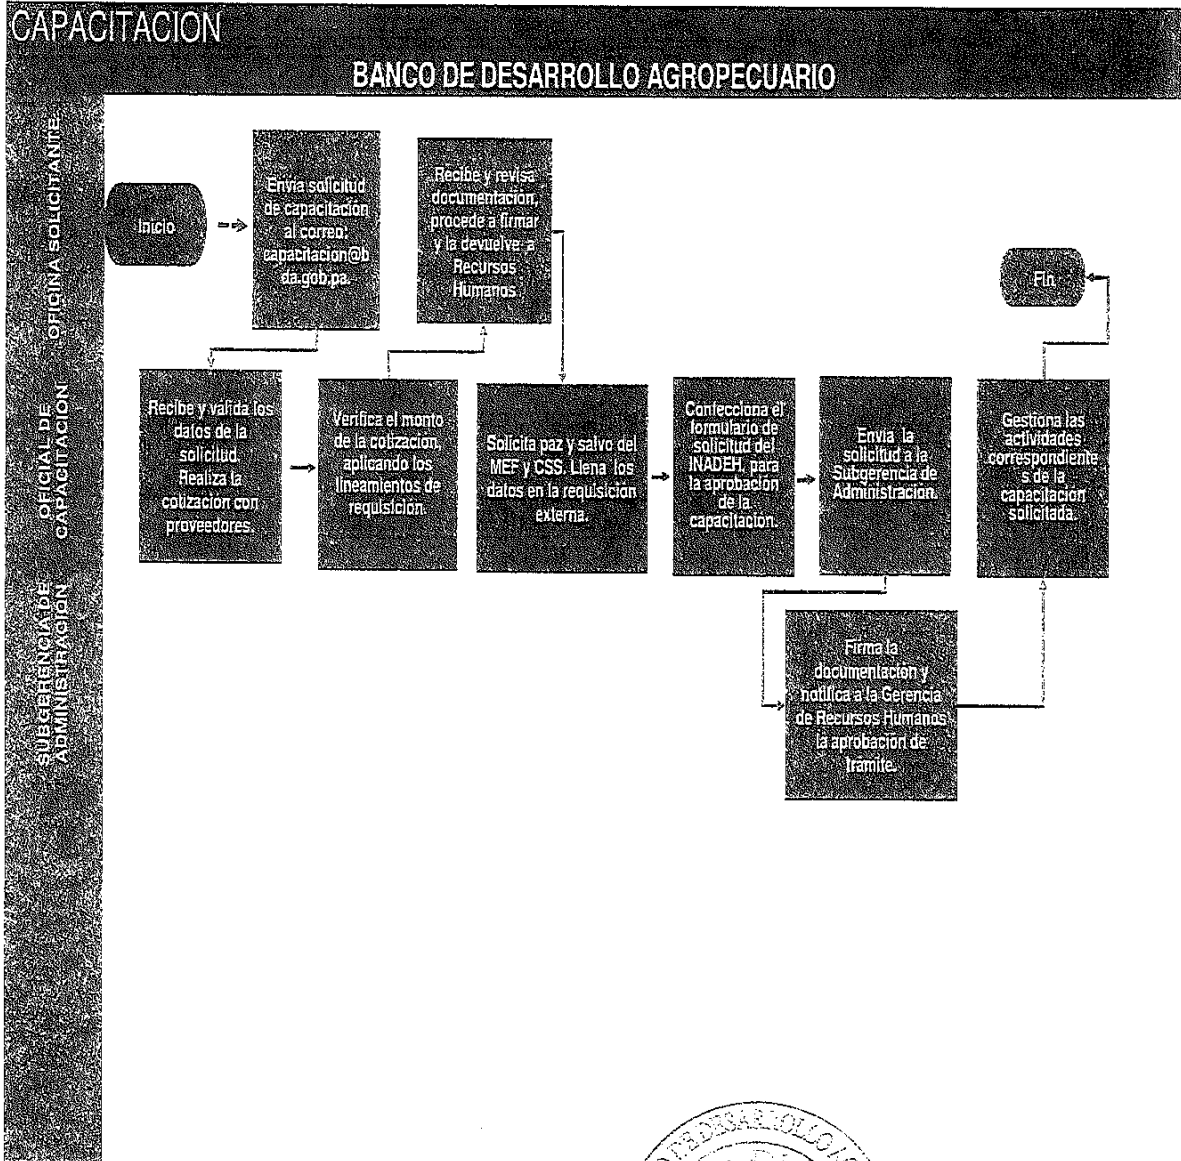 CAPACITACION
BANCO DE DESARROLLO AGROPECUARIO
OFICINA SOLICITANTE
Inicio
Envia solicitud
de capacitación
al correo:
capacitacion@b
da.gob.pa.
Recibe y revisa
documentación,
procede a firmar
y la devuelve a
Recursos
Humanos
Fin
OFICIAL DE
CAPACITACION
Recibe y valida los
datos de la
solicitud.
Realiza la
cotización con
proveedores.
Verifica el monto
de la cotización,
aplicando los
lineamientos de
requisición.
Solicita paz y salvo del
MEF y CSS. Llena los
datos en la requisición
externa.
Confecciona el
formulario de
solicitud del
INADEH, para
la aprobación
de la
capacitación.
Envia la
solicitud a la
Subgerencia de
Administración.
Gestiona las
actividades
correspondiente
s de la
capacitación
solicitada.
SUBGERENCIA DE
ADMINISTRACION
Firma la
documentación y
notifica a la Gerencia
de Recursos Humanos
la aprobación de
trámite.
DE DESARROLLO